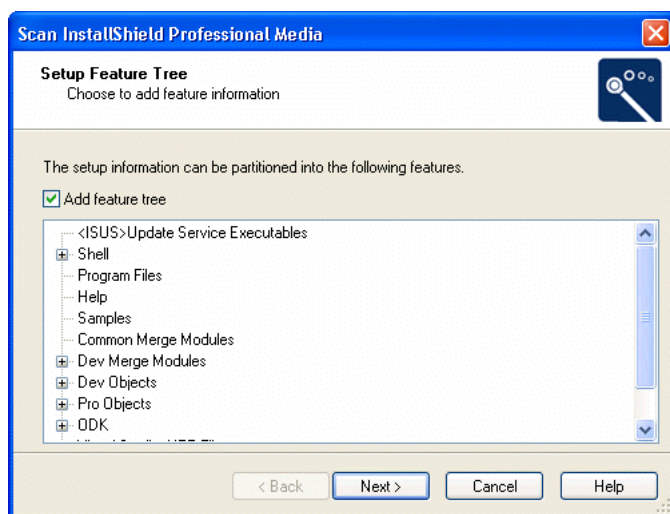 Scan InstallShield Professional Media
Setup Feature Tree
Choose to add feature information
The setup information can be partitioned into the following features.
Add feature tree
<ISUS>Update Service Executables
Shell
Program Files
Help
Samples
Common Merge Modules
Dev Merge Modules
Dev Objects
Pro Objects
ODK
< Back Next > Cancel Help